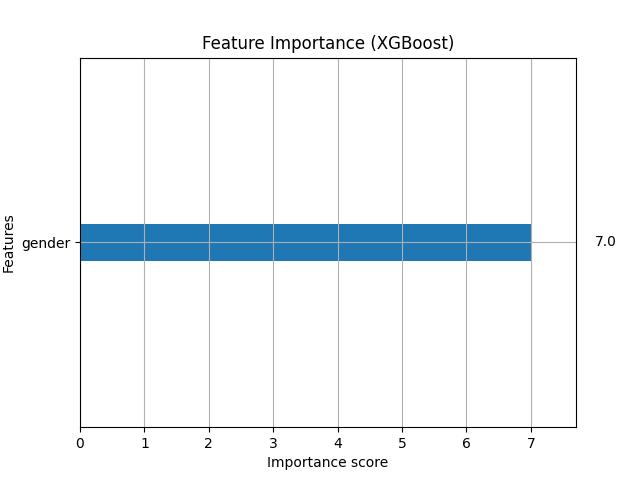 Feature Importance (XGBoost)
Features
gender
7.0
0 1 2 3 4 5 6 7
Importance score